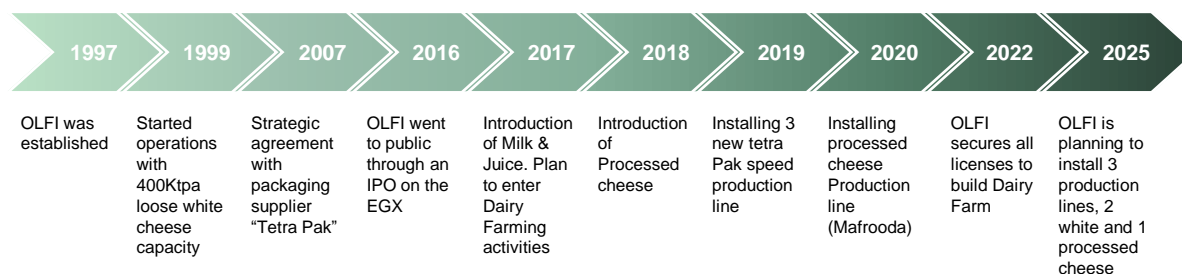 1997
1999
2007
2016
2017
2018
2019
2020
2022
2025
OLFI was
established
Started
operations
with
400Ktpa
loose white
cheese
capacity
Strategic
agreement
with
packaging
supplier
“Tetra Pak”
OLFI went
to public
through an
IPO on the
EGX
Introduction
of Milk &
Juice. Plan
to enter
Dairy
Farming
activities
Introduction
of
Processed
cheese
Installing 3
new tetra
Pak speed
production
line
Installing
processed
cheese
Production
line
(Mafrooda)
OLFI
secures all
licenses to
build Dairy
Farm
OLFI is
planning to
install 3
production
lines, 2
white and 1
processed
cheese